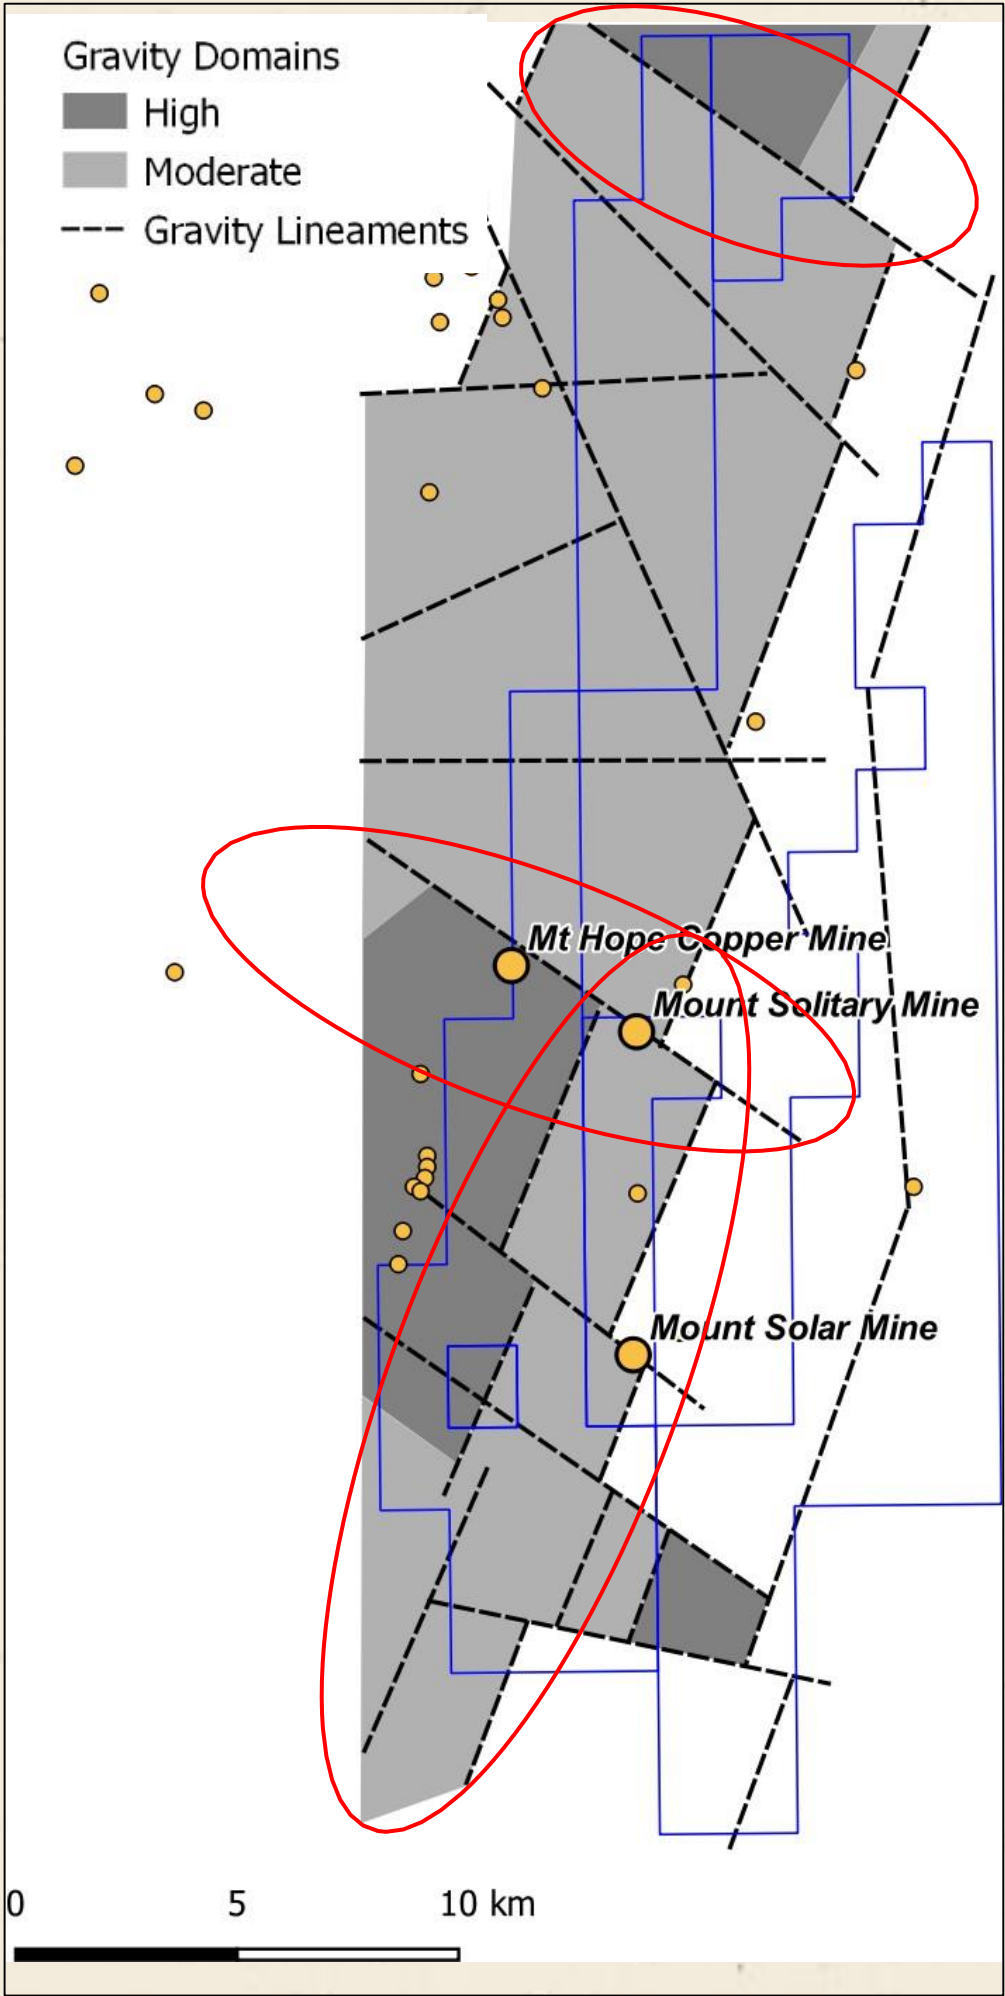 Gravity Domains
High
Moderate
Gravity Lineaments
Mt Hope Copper Mine
Mount Solitary Mine
Mount Solar Mine
0 5 10 km